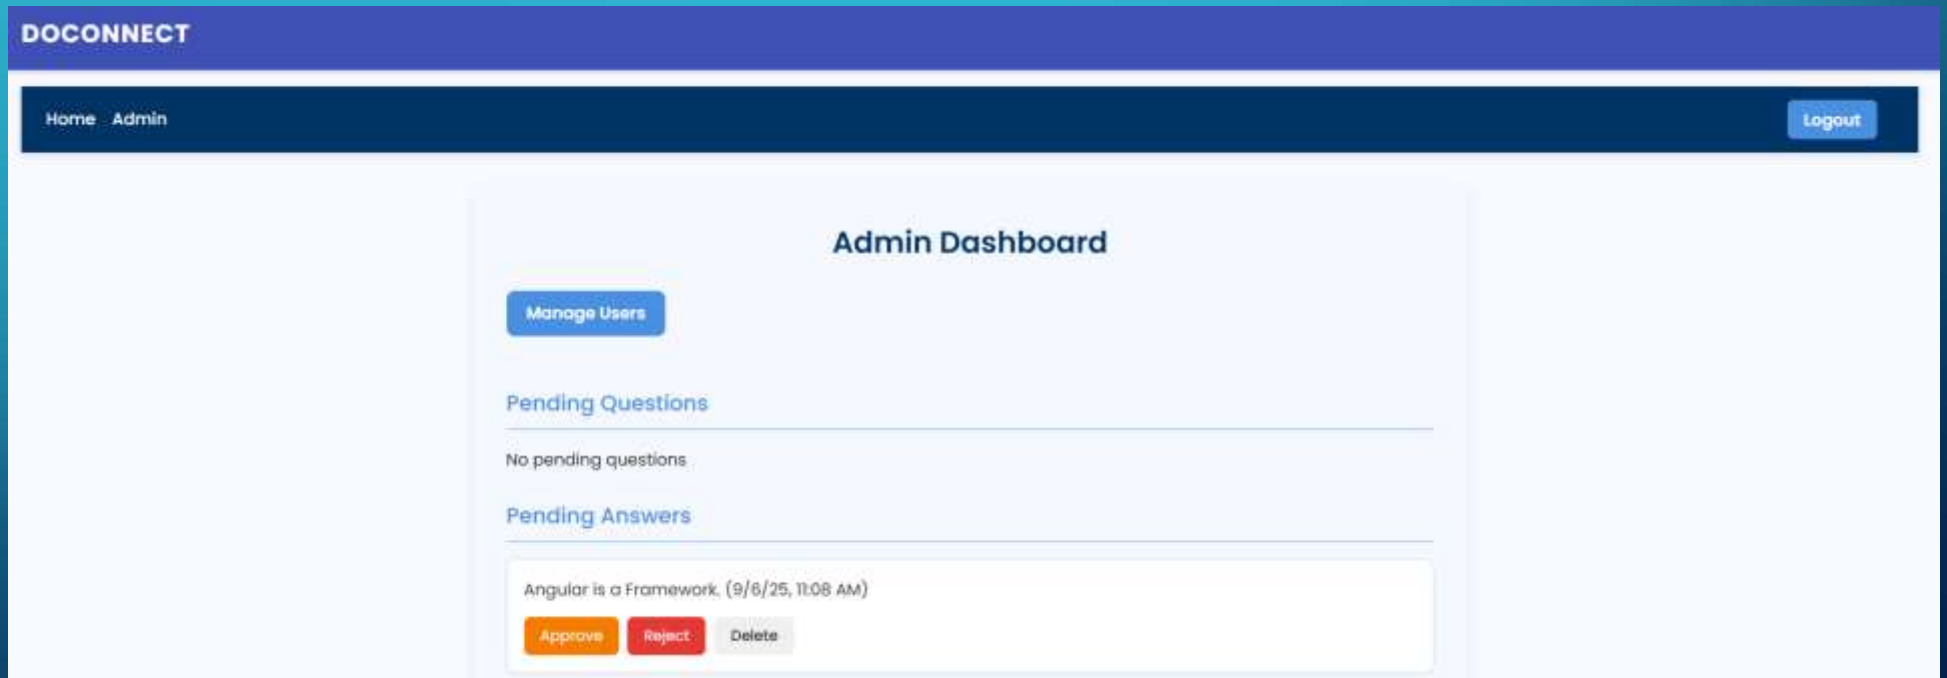 DOCONNECT
Home Admin Logout
Admin Dashboard
Manage Users
Pending Questions
No pending questions
Pending Answers
Angular is a Framework. (9/6/25, 11:08 AM)
Approve Reject Delete